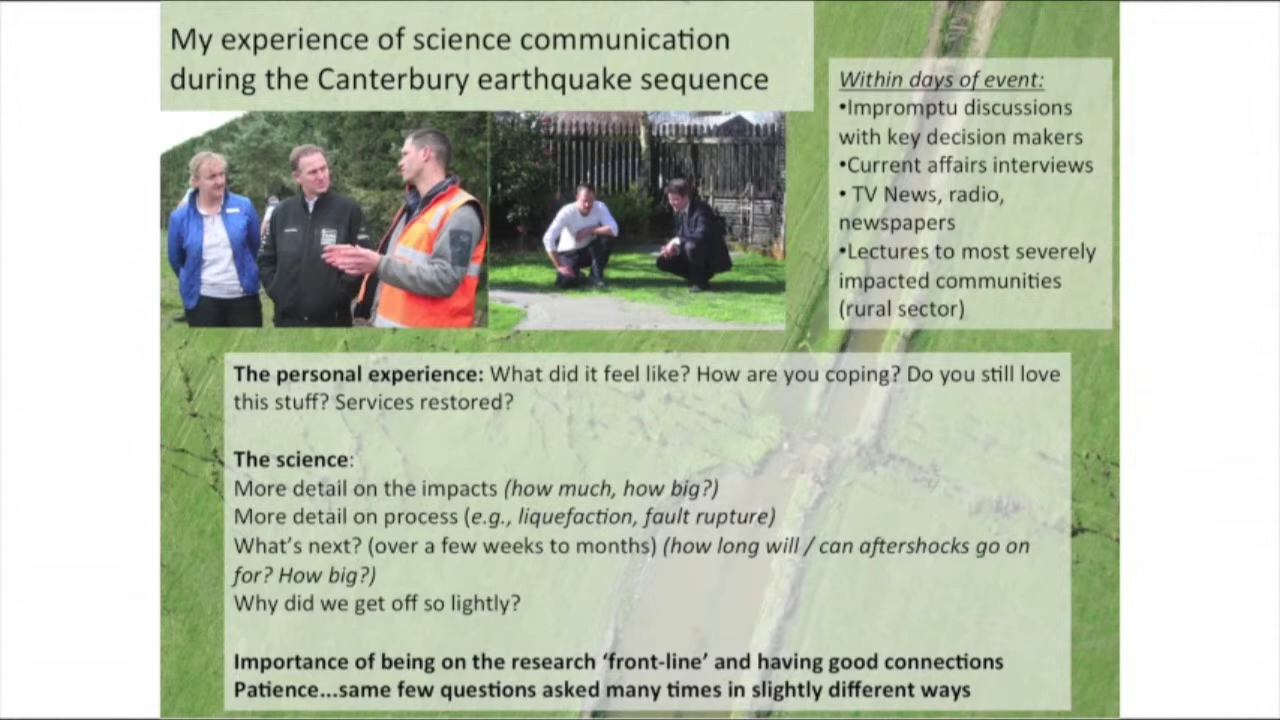 My experience of science communication
during the Canterbury earthquake sequence
Within days of event:
•Impromptu discussions
with key decision makers
•Current affairs interviews
• TV News, radio,
newspapers
•Lectures to most severely
impacted communities
(rural sector)
The personal experience: What did it feel like? How are you coping? Do you still love
this stuff? Services restored?
The science:
More detail on the impacts (how much, how big?)
More detail on process (e.g., liquefaction, fault rupture)
What's next? (over a few weeks to months) (how long will / can aftershocks go on
for? How big?)
Why did we get off so lightly?
Importance of being on the research 'front-line' and having good connections
Patience...same few questions asked many times in slightly different ways